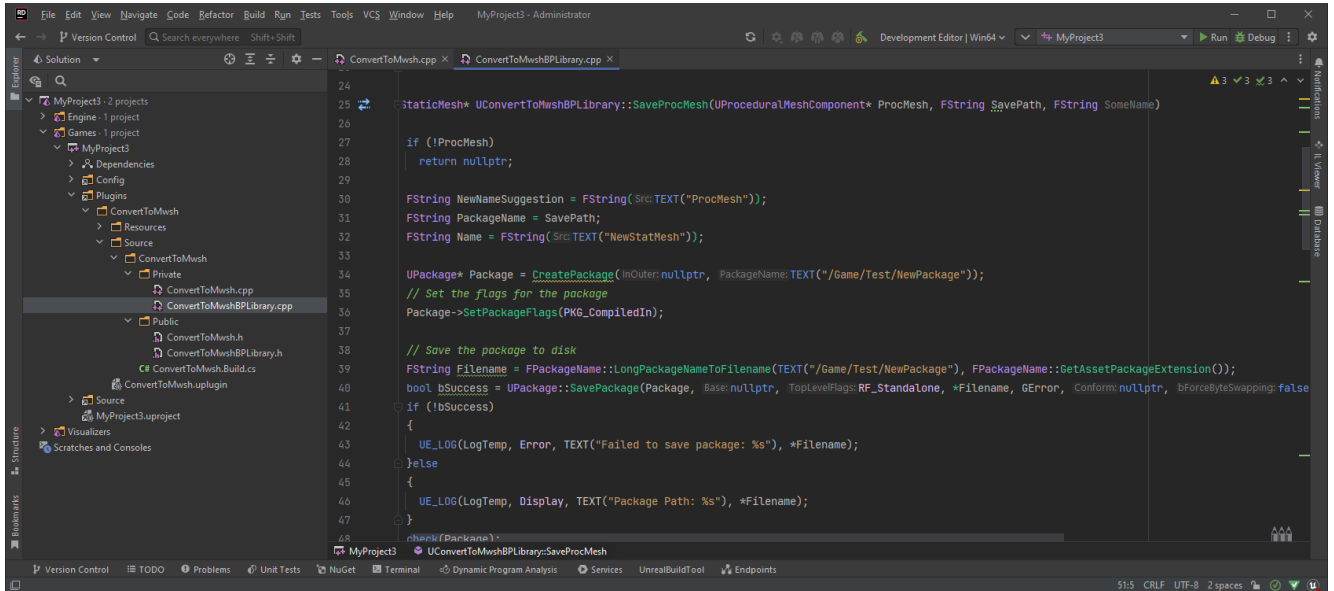 File Edit View Navigate Code Refactor Build Run Tests Tools VCS Window Help MyProject3 - Administrator
Version Control Search everywhere Shift+Shift Development Editor | Win64 MyProject3 Run Debug
Solution
ConvertToMwsh.cpp ConvertToMwshBPLibrary.cpp
Explorer
MyProject3 · 2 projects
Engine · 1 project
Games · 1 project
MyProject3
Dependencies
Config
Plugins
ConvertToMwsh
Resources
Source
ConvertToMwsh
Private
ConvertToMwsh.cpp
ConvertToMwshBPLibrary.cpp
Public
ConvertToMwsh.h
ConvertToMwshBPLibrary.h
C# ConvertToMwsh.Build.cs
ConvertToMwsh.uplugin
Source
MyProject3.uproject
Visualizers
Scratches and Consoles
Structure
Bookmarks
24
3 3 3
25 StaticMesh* UConvertToMwshBPLibrary::SaveProcMesh(UProceduralMeshComponent* ProcMesh, FString SavePath, FString SomeName)
26
27 if (!ProcMesh)
28 return nullptr;
29
30 FString NewNameSuggestion = FString(Src:TEXT("ProcMesh"));
31 FString PackageName = SavePath;
32 FString Name = FString(Src:TEXT("NewStatMesh"));
33
34 UPackage* Package = CreatePackage(InOuter:nullptr, PackageName:TEXT("/Game/Test/NewPackage"));
35 // Set the flags for the package
36 Package->SetPackageFlags(PKG_CompiledIn);
37
38 // Save the package to disk
39 FString Filename = FPackageName::LongPackageNameToFilename(TEXT("/Game/Test/NewPackage"), FPackageName::GetAssetPackageExtension());
40 bool bSuccess = UPackage::SavePackage(Package, Base:nullptr, TopLevelFlags:RF_Standalone, *Filename, GError, Conform:nullptr, bForceByteSwapping:false
41 if (!bSuccess)
42 {
43 UE_LOG(LogTemp, Error, TEXT("Failed to save package: %s"), *Filename);
44 }else
45 {
46 UE_LOG(LogTemp, Display, TEXT("Package Path: %s"), *Filename);
47 }
48 check(Package);
Notifications
IL Viewer
Database
MyProject3 UConvertToMwshBPLibrary::SaveProcMesh
Version Control TODO Problems Unit Tests NuGet Terminal Dynamic Program Analysis Services UnrealBuildTool Endpoints
51:5 CRLF UTF-8 2 spaces